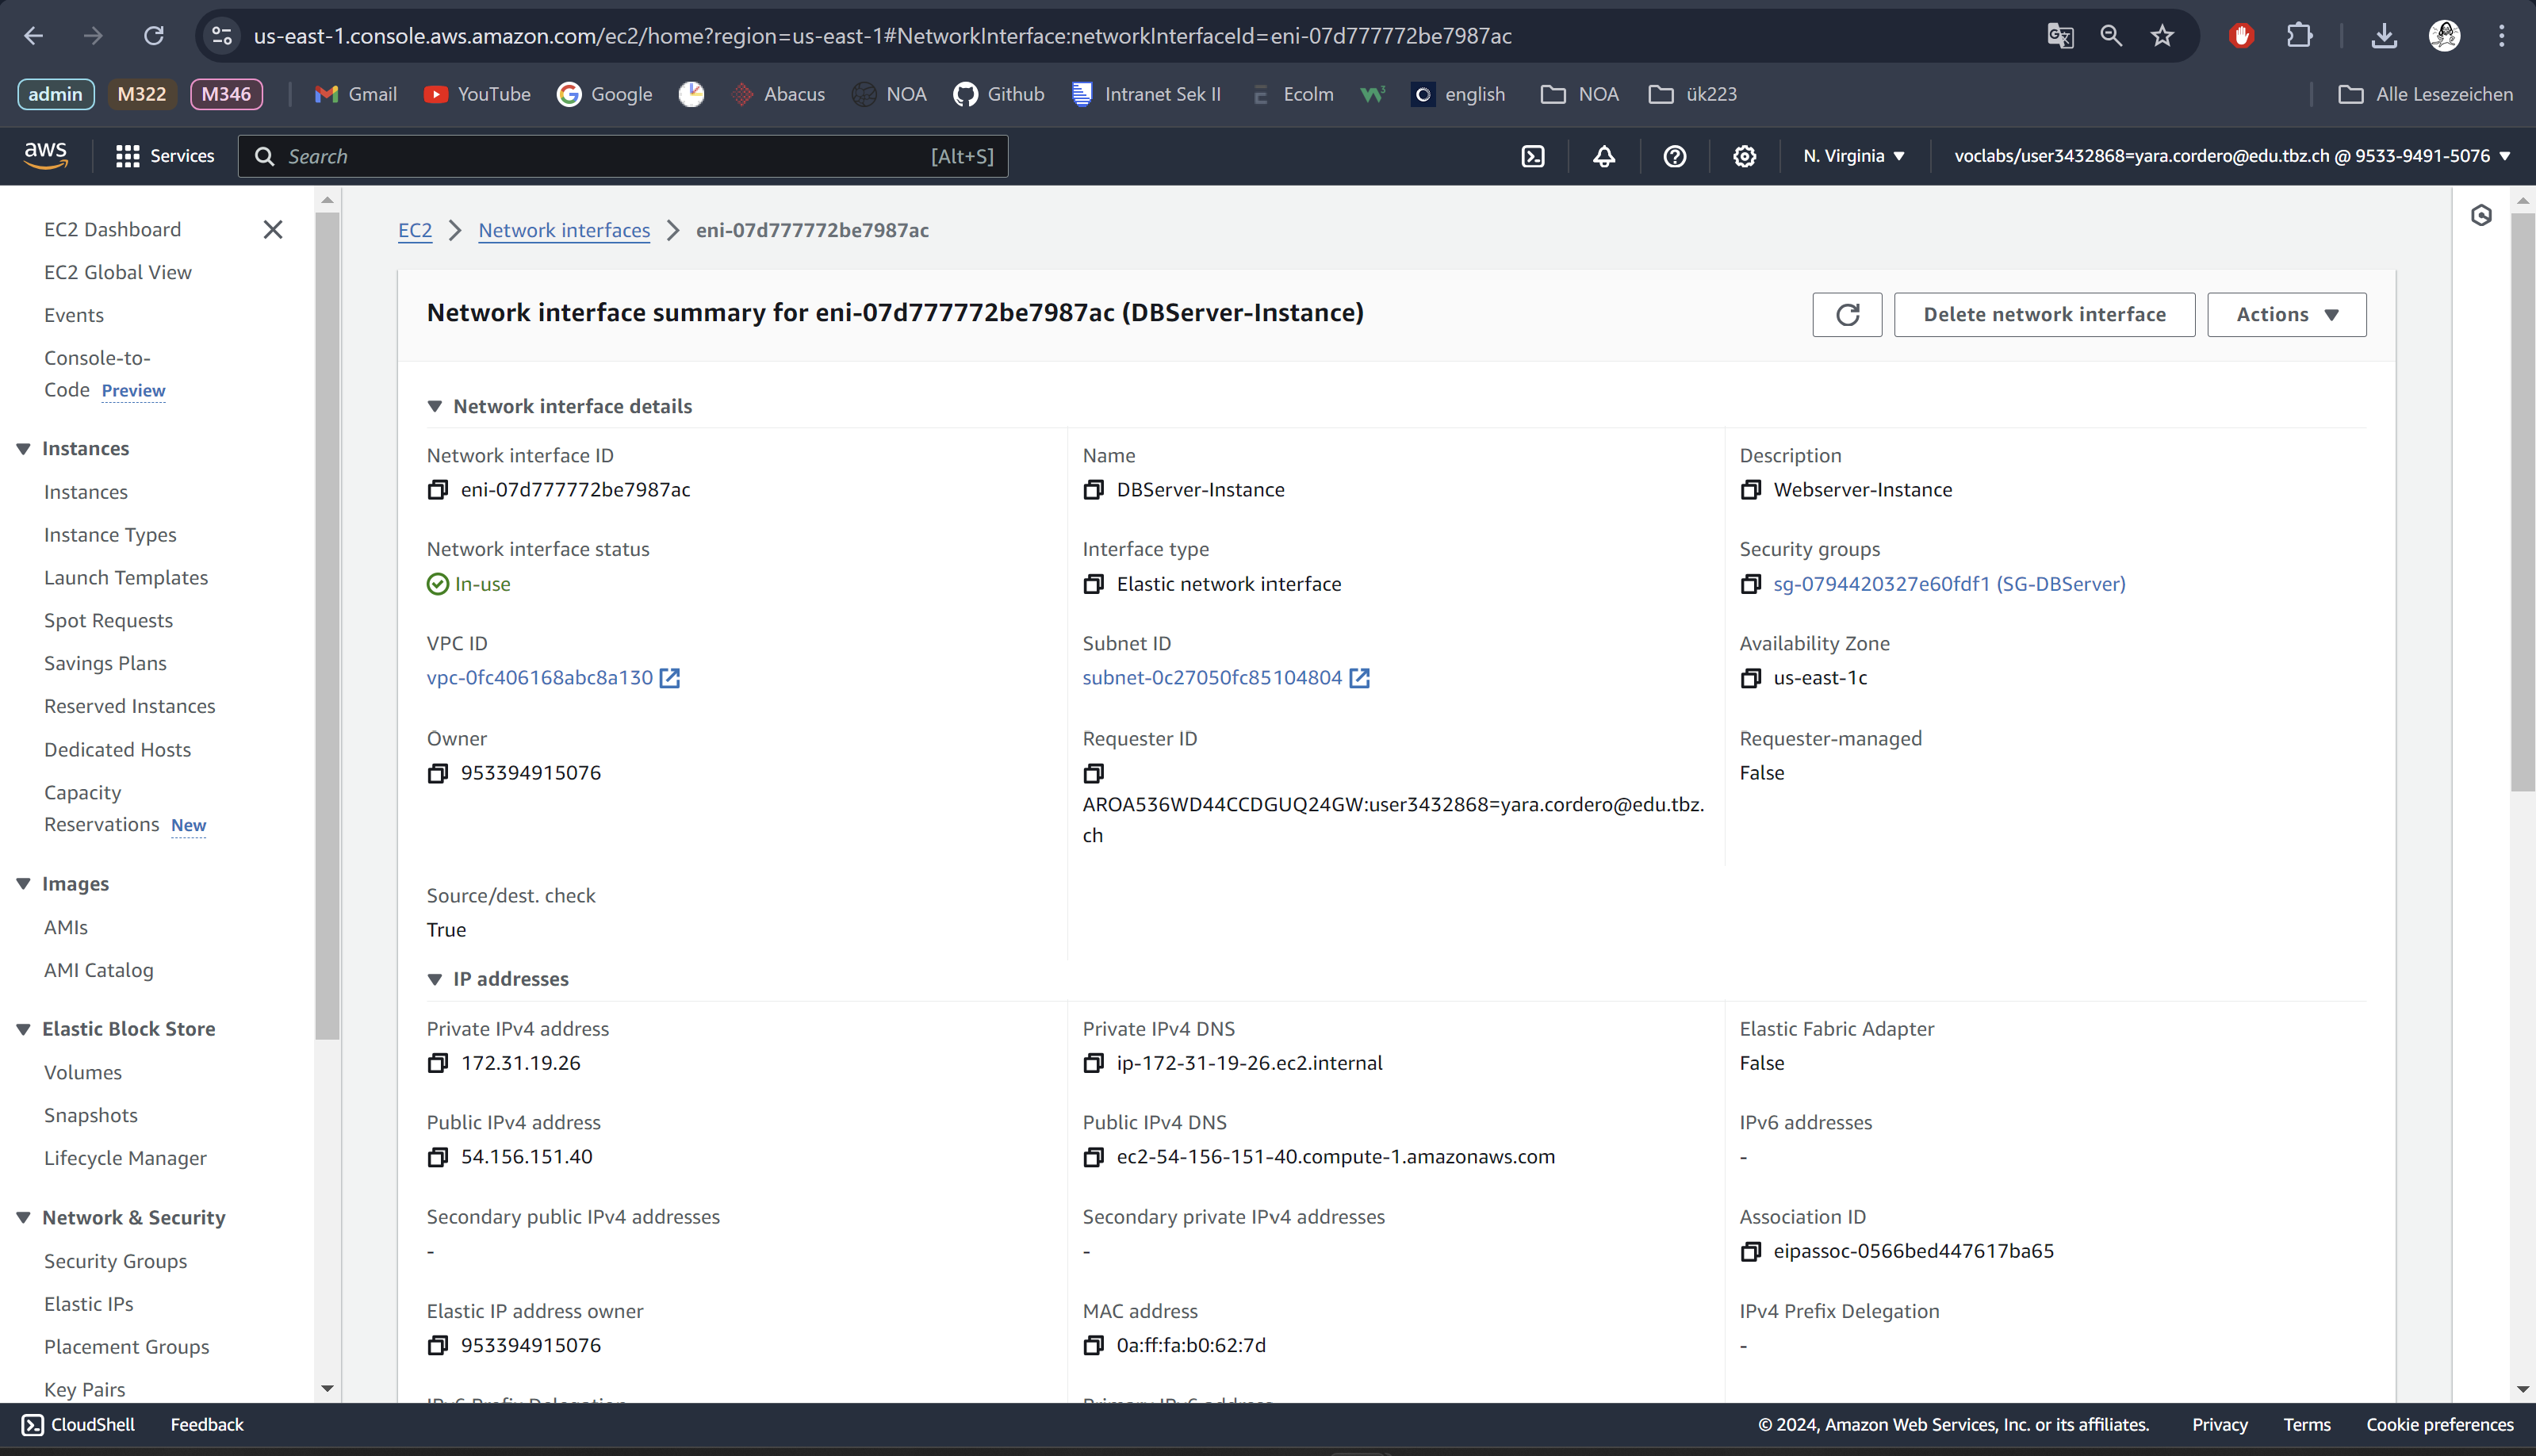 us-east-1.console.aws.amazon.com/ec2/home?region=us-east-1#NetworkInterface:networkInterfaceId=eni-07d777772be7987ac
admin M322 M346 Gmail YouTube Google Abacus NOA Github Intranet Sek II Ecolm english NOA ük223 Alle Lesezeichen
aws Services Search [Alt+S] N. Virginia voclabs/user3432868=yara.cordero@edu.tbz.ch @ 9533-9491-5076
EC2 Dashboard
EC2 Global View
Events
Console-to-
Code Preview
Instances
Instances
Instance Types
Launch Templates
Spot Requests
Savings Plans
Reserved Instances
Dedicated Hosts
Capacity
Reservations New
Images
AMIs
AMI Catalog
Elastic Block Store
Volumes
Snapshots
Lifecycle Manager
Network & Security
Security Groups
Elastic IPs
Placement Groups
Key Pairs
EC2 Network interfaces eni-07d777772be7987ac
Network interface summary for eni-07d777772be7987ac (DBServer-Instance)
Delete network interface Actions
Network interface details
Network interface ID Name Description
eni-07d777772be7987ac DBServer-Instance Webserver-Instance
Network interface status Interface type Security groups
In-use Elastic network interface sg-0794420327e60fdf1 (SG-DBServer)
VPC ID Subnet ID Availability Zone
vpc-0fc406168abc8a130 subnet-0c27050fc85104804 us-east-1c
Owner Requester ID Requester-managed
953394915076 False
AROA536WD44CCDGUQ24GW:user3432868=yara.cordero@edu.tbz.
ch
Source/dest. check
True
IP addresses
Private IPv4 address Private IPv4 DNS Elastic Fabric Adapter
172.31.19.26 ip-172-31-19-26.ec2.internal False
Public IPv4 address Public IPv4 DNS IPv6 addresses
54.156.151.40 ec2-54-156-151-40.compute-1.amazonaws.com -
Secondary public IPv4 addresses Secondary private IPv4 addresses Association ID
- - eipassoc-0566bed447617ba65
Elastic IP address owner MAC address IPv4 Prefix Delegation
953394915076 0a:ff:fa:b0:62:7d -
IPv6 Prefix Delegation Primary IPv6 address
CloudShell Feedback © 2024, Amazon Web Services, Inc. or its affiliates. Privacy Terms Cookie preferences